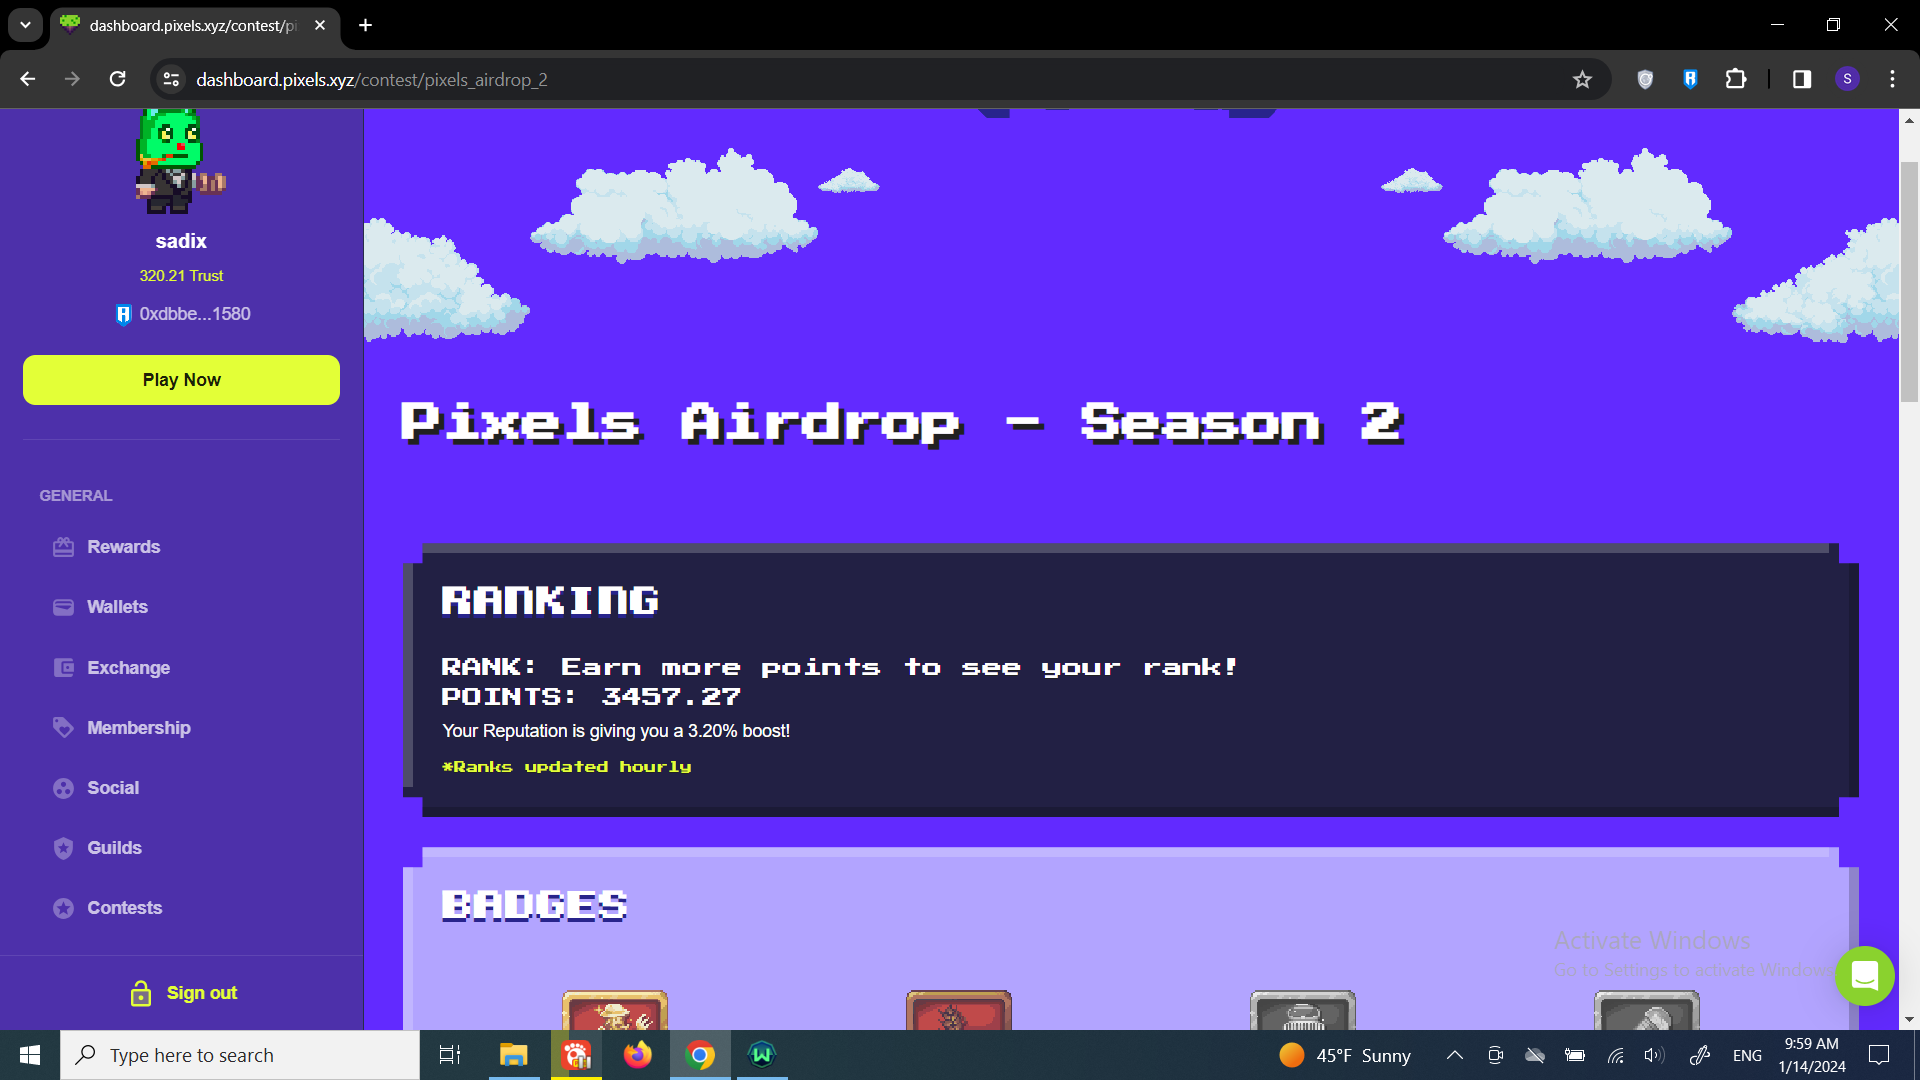 dashboard.pixels.xyz/contest/pi
dashboard.pixels.xyz/contest/pixels_airdrop_2
S
sadix
320.21 Trust
0xdbbe...1580
Play Now
GENERAL
Rewards
Wallets
Exchange
Membership
Social
Guilds
Contests
Sign out
Pixels Airdrop - Season 2
RANKING
RANK: Earn more points to see your rank!
POINTS: 3457.27
Your Reputation is giving you a 3.20% boost!
*Ranks updated hourly
BADGES
Activate Windows
Go to Settings to activate Windows
Type here to search
45°F Sunny
ENG
9:59 AM
1/14/2024